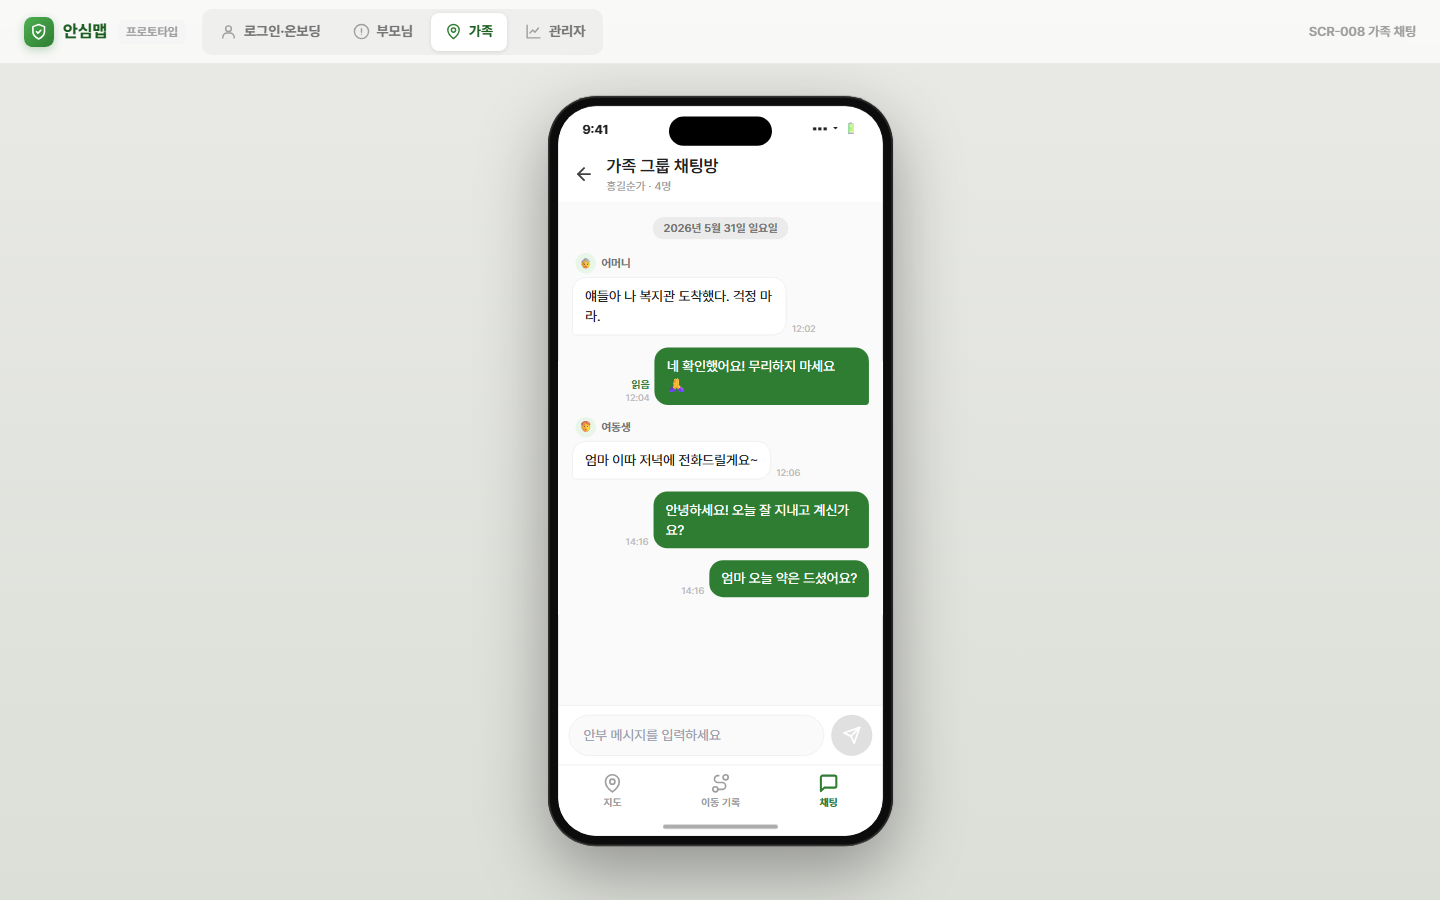 안심맵
프로토타입
로그인·온보딩
부모님
가족
관리자
SCR-008 가족 채팅
9:41
가족 그룹 채팅방
홍길순가 · 4명
2026년 5월 31일 일요일
어머니
얘들아 나 복지관 도착했다. 걱정 마
라.
12:02
네 확인했어요! 무리하지 마세요
🙏
읽음
12:04
여동생
엄마 이따 저녁에 전화드릴게요~
12:06
안녕하세요! 오늘 잘 지내고 계신가
요?
14:16
엄마 오늘 약은 드셨어요?
14:16
안부 메시지를 입력하세요
지도
이동 기록
채팅